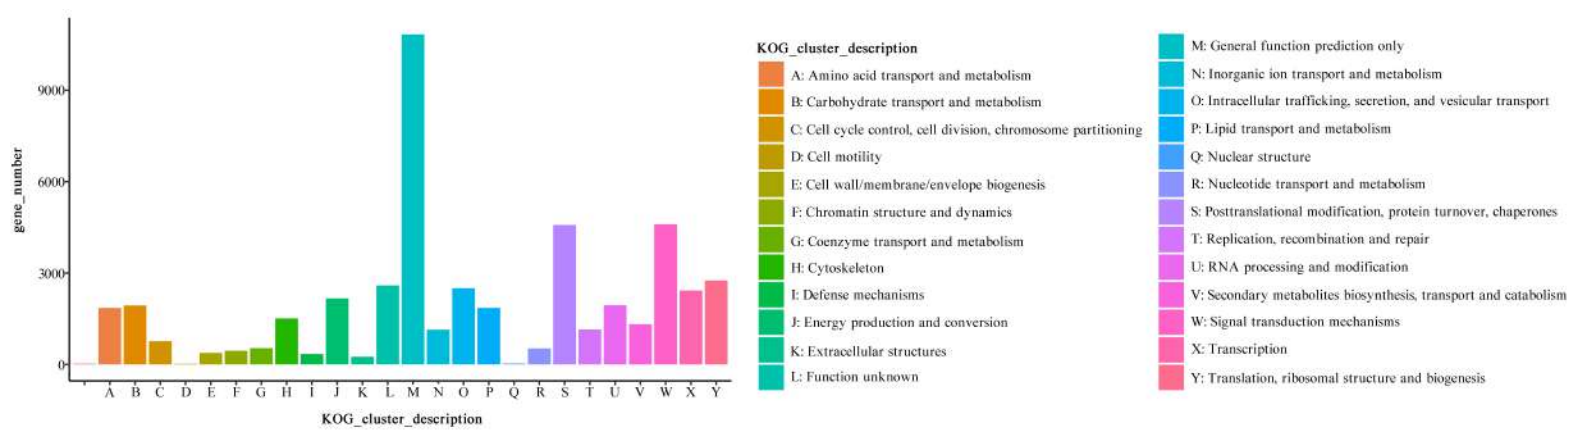 9000
6000
3000
0
gene_number
A B C D E F G H I J K L M N O P Q R S T U V W X Y
KOG_cluster_description
KOG_cluster_description
A: Amino acid transport and metabolism
B: Carbohydrate transport and metabolism
C: Cell cycle control, cell division, chromosome partitioning
D: Cell motility
E: Cell wall/membrane/envelope biogenesis
F: Chromatin structure and dynamics
G: Coenzyme transport and metabolism
H: Cytoskeleton
I: Defense mechanisms
J: Energy production and conversion
K: Extracellular structures
L: Function unknown
M: General function prediction only
N: Inorganic ion transport and metabolism
O: Intracellular trafficking, secretion, and vesicular transport
P: Lipid transport and metabolism
Q: Nuclear structure
R: Nucleotide transport and metabolism
S: Posttranslational modification, protein turnover, chaperones
T: Replication, recombination and repair
U: RNA processing and modification
V: Secondary metabolites biosynthesis, transport and catabolism
W: Signal transduction mechanisms
X: Transcription
Y: Translation, ribosomal structure and biogenesis